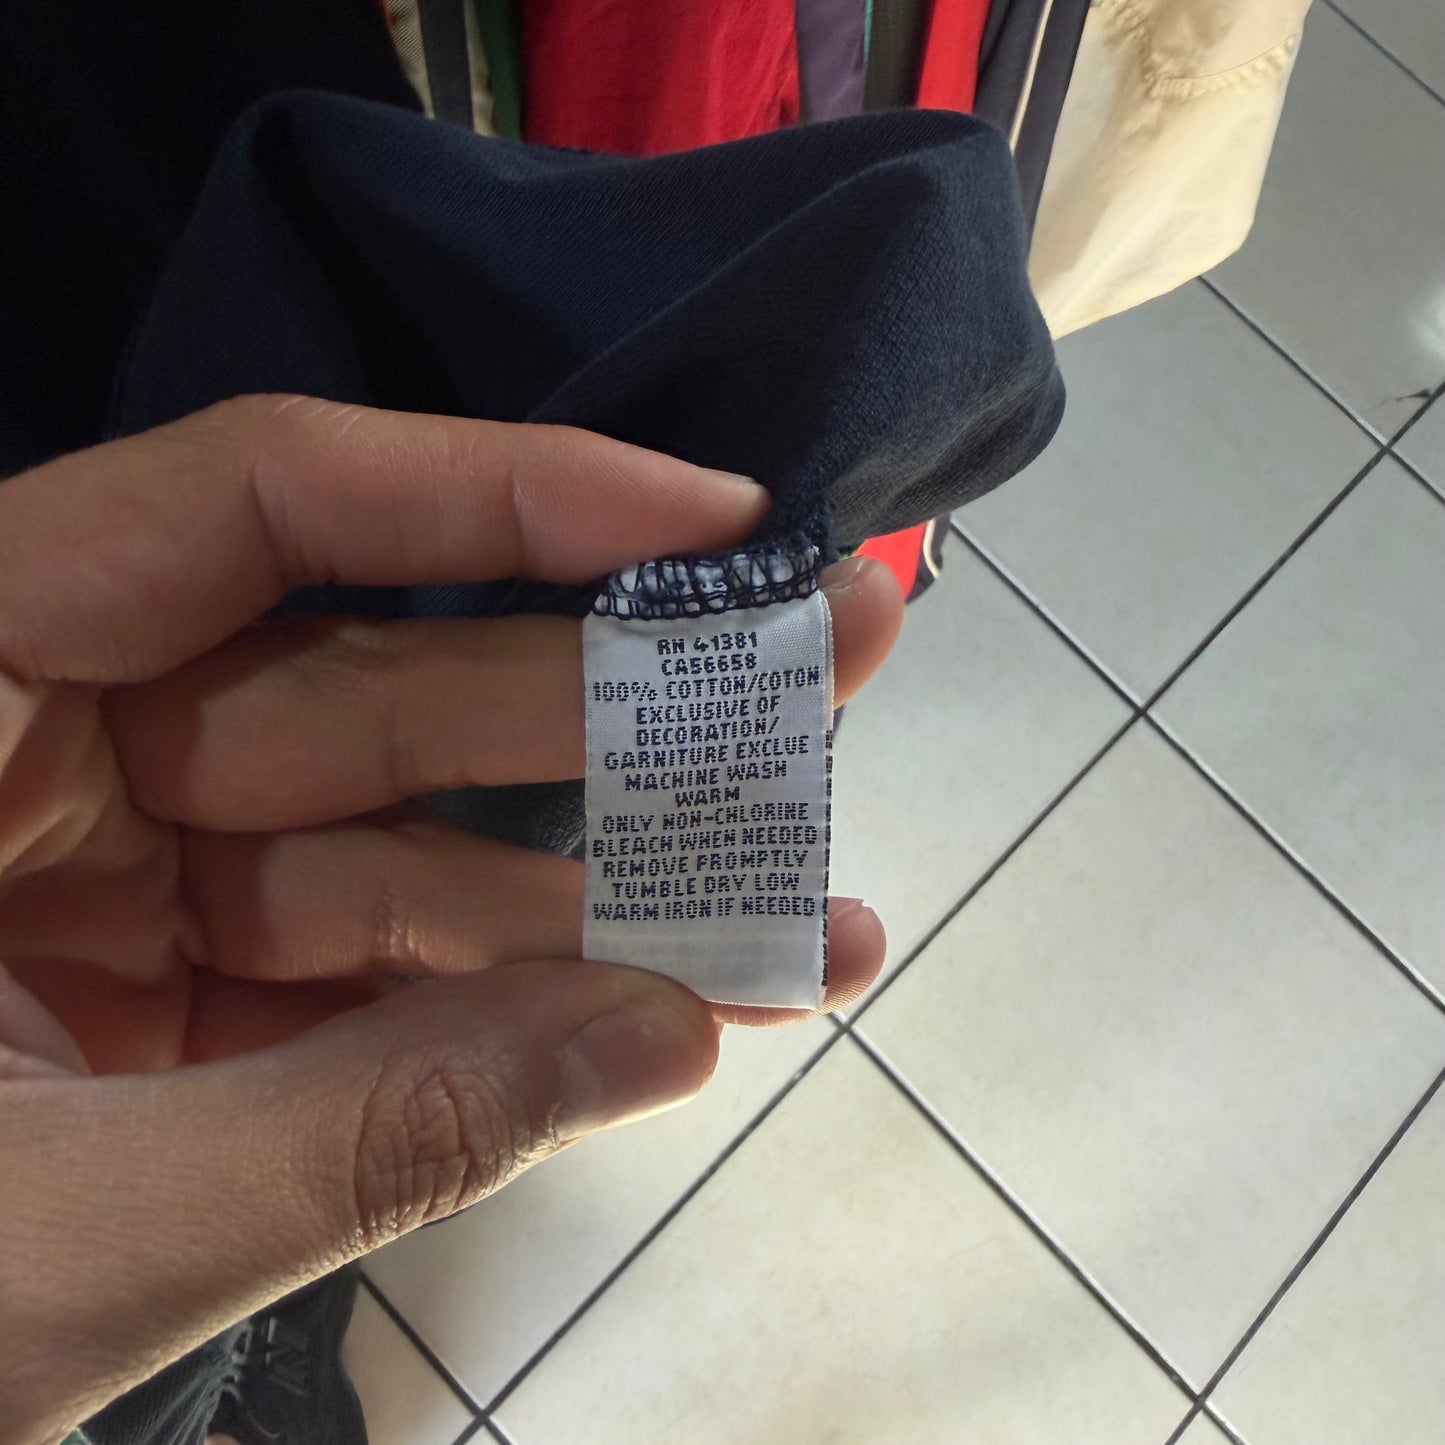 RN 41381
CA56658
100% COTTON/COTON
EXCLUSIVE OF
DECORATION/
GARNITURE EXCLUE
MACHINE WASH
WARM
ONLY NON-CHLORINE
BLEACH WHEN NEEDED
REMOVE PROMPTLY
TUMBLE DRY LOW
WARM IRON IF NEEDED